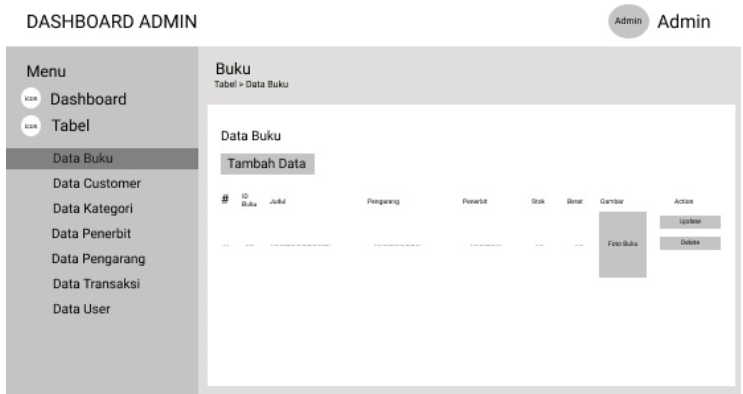 DASHBOARD ADMIN
Admin Admin
Menu
icon Dashboard
icon Tabel
Data Buku
Data Customer
Data Kategori
Data Penerbit
Data Pengarang
Data Transaksi
Data User
Buku
Tabel > Data Buku
Data Buku
Tambah Data
# ID Buku Judul Pengarang Penerbit Stok Berat Gambar Action
Update
Foto Buku Delete